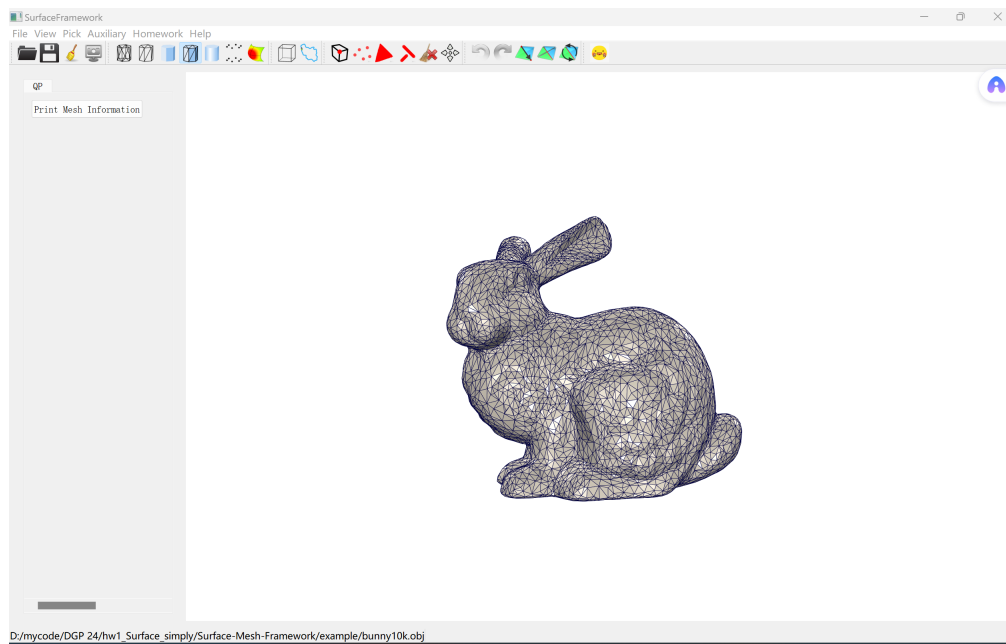 SurfaceFramework
File View Pick Auxiliary Homework Help
QP
Print Mesh Information
D:/mycode/DGP 24/hw1_Surface_simply/Surface-Mesh-Framework/example/bunny10k.obj